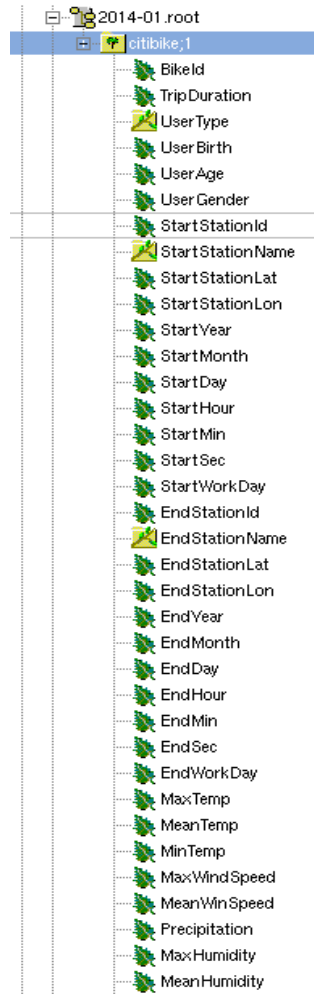 2014-01.root
citibike;1
BikeId
TripDuration
UserType
UserBirth
UserAge
UserGender
StartStationId
StartStationName
StartStationLat
StartStationLon
StartYear
StartMonth
StartDay
StartHour
StartMin
StartSec
StartWorkDay
EndStationId
EndStationName
EndStationLat
EndStationLon
EndYear
EndMonth
EndDay
EndHour
EndMin
EndSec
EndWorkDay
MaxTemp
MeanTemp
MinTemp
MaxWindSpeed
MeanWinSpeed
Precipitation
MaxHumidity
MeanHumidity